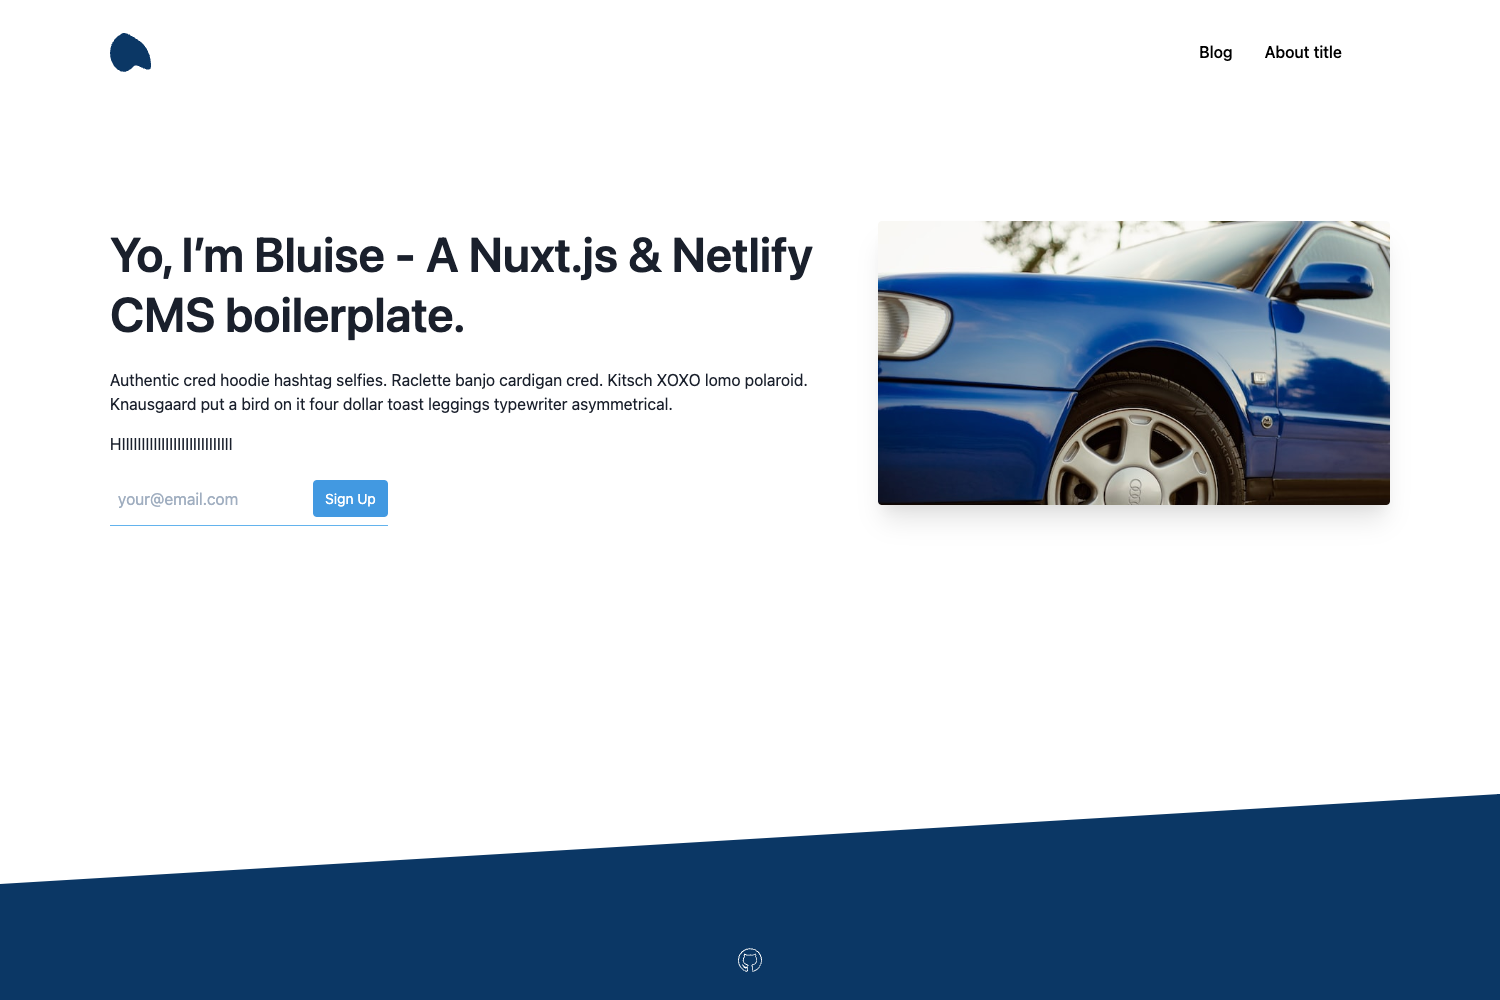 Blog
About title
Yo, I’m Bluise - A Nuxt.js & Netlify
CMS boilerplate.
Authentic cred hoodie hashtag selfies. Raclette banjo cardigan cred. Kitsch XOXO lomo polaroid.
Knausgaard put a bird on it four dollar toast leggings typewriter asymmetrical.
HIIIIIIIIIIIIIIIIIIIIIIIIIIII
your@email.com
Sign Up